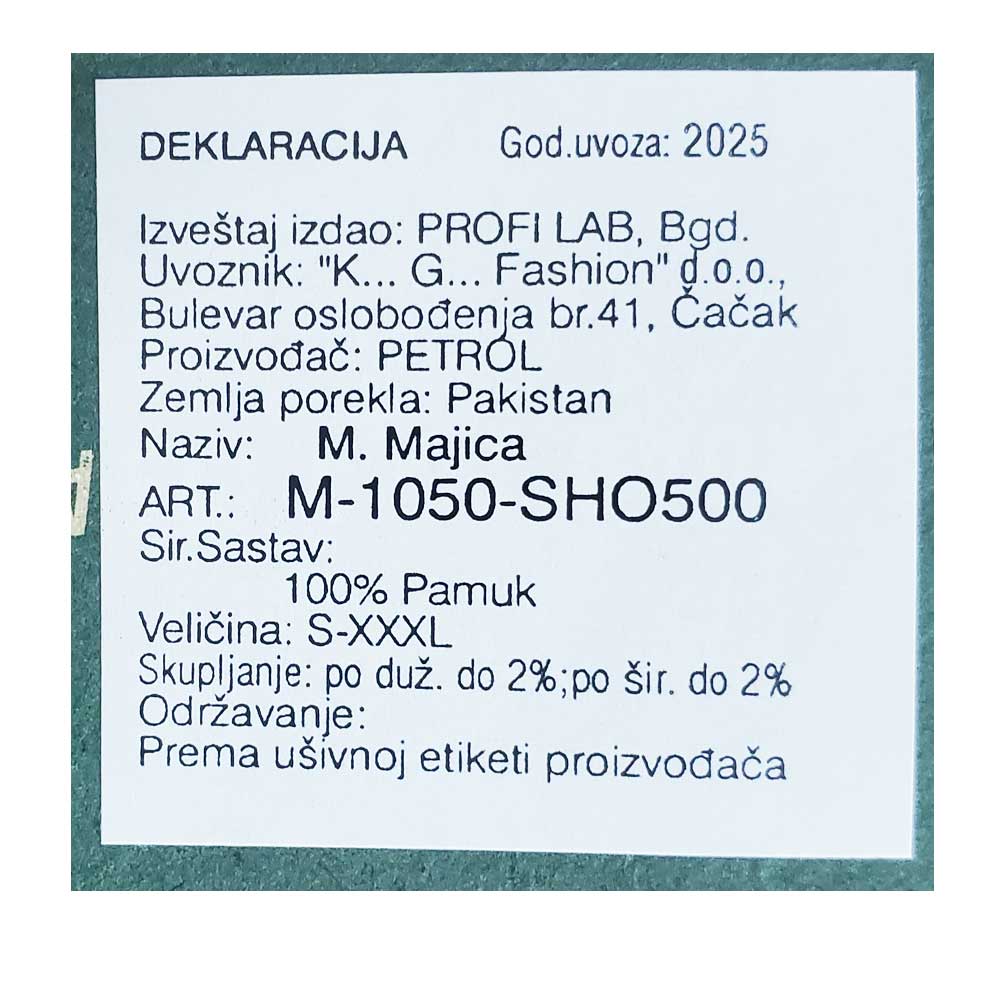 DEKLARACIJA God.uvoza: 2025
Izveštaj izdao: PROFI LAB, Bgd.
Uvoznik: "K... G... Fashion" d.o.o.,
Bulevar oslobođenja br.41, Čačak
Proizvođač: PETROL
Zemlja porekla: Pakistan
Naziv: M. Majica
ART.: M-1050-SHO500
Sir.Sastav:
100% Pamuk
Veličina: S-XXXL
Skupljanje: po duž. do 2%;po šir. do 2%
Održavanje:
Prema ušivnoj etiketi proizvođača